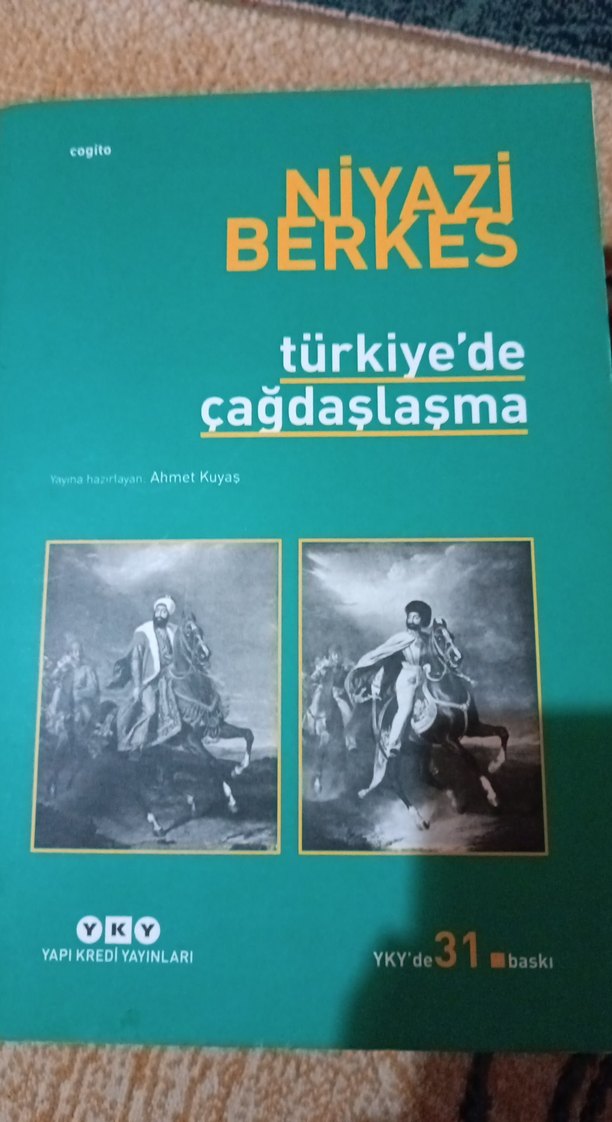 cogito
NİYAZİ
BERKES
türkiye'de
çağdaşlaşma
Yayına hazırlayan: Ahmet Kuyaş
YKY
YAPI KREDİ YAYINLARI
YKY'de 31. baskı